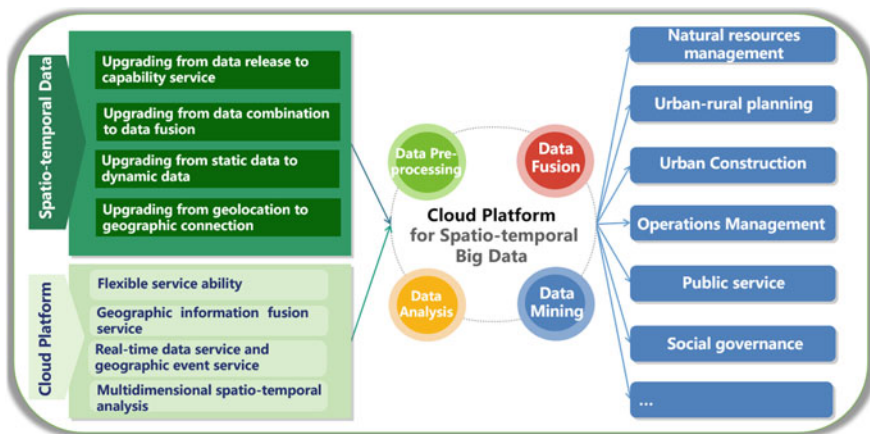 Spatio-temporal Data
Upgrading from data release to
capability service
Upgrading from data combination
to data fusion
Upgrading from static data to
dynamic data
Upgrading from geolocation to
geographic connection
Cloud Platform
Flexible service ability
Geographic information fusion
service
Real-time data service and
geographic event service
Multidimensional spatio-temporal
analysis
Data Pre-
processing
Data
Fusion
Cloud Platform
for Spatio-temporal
Big Data
Data
Analysis
Data
Mining
Natural resources
management
Urban-rural planning
Urban Construction
Operations Management
Public service
Social governance
...